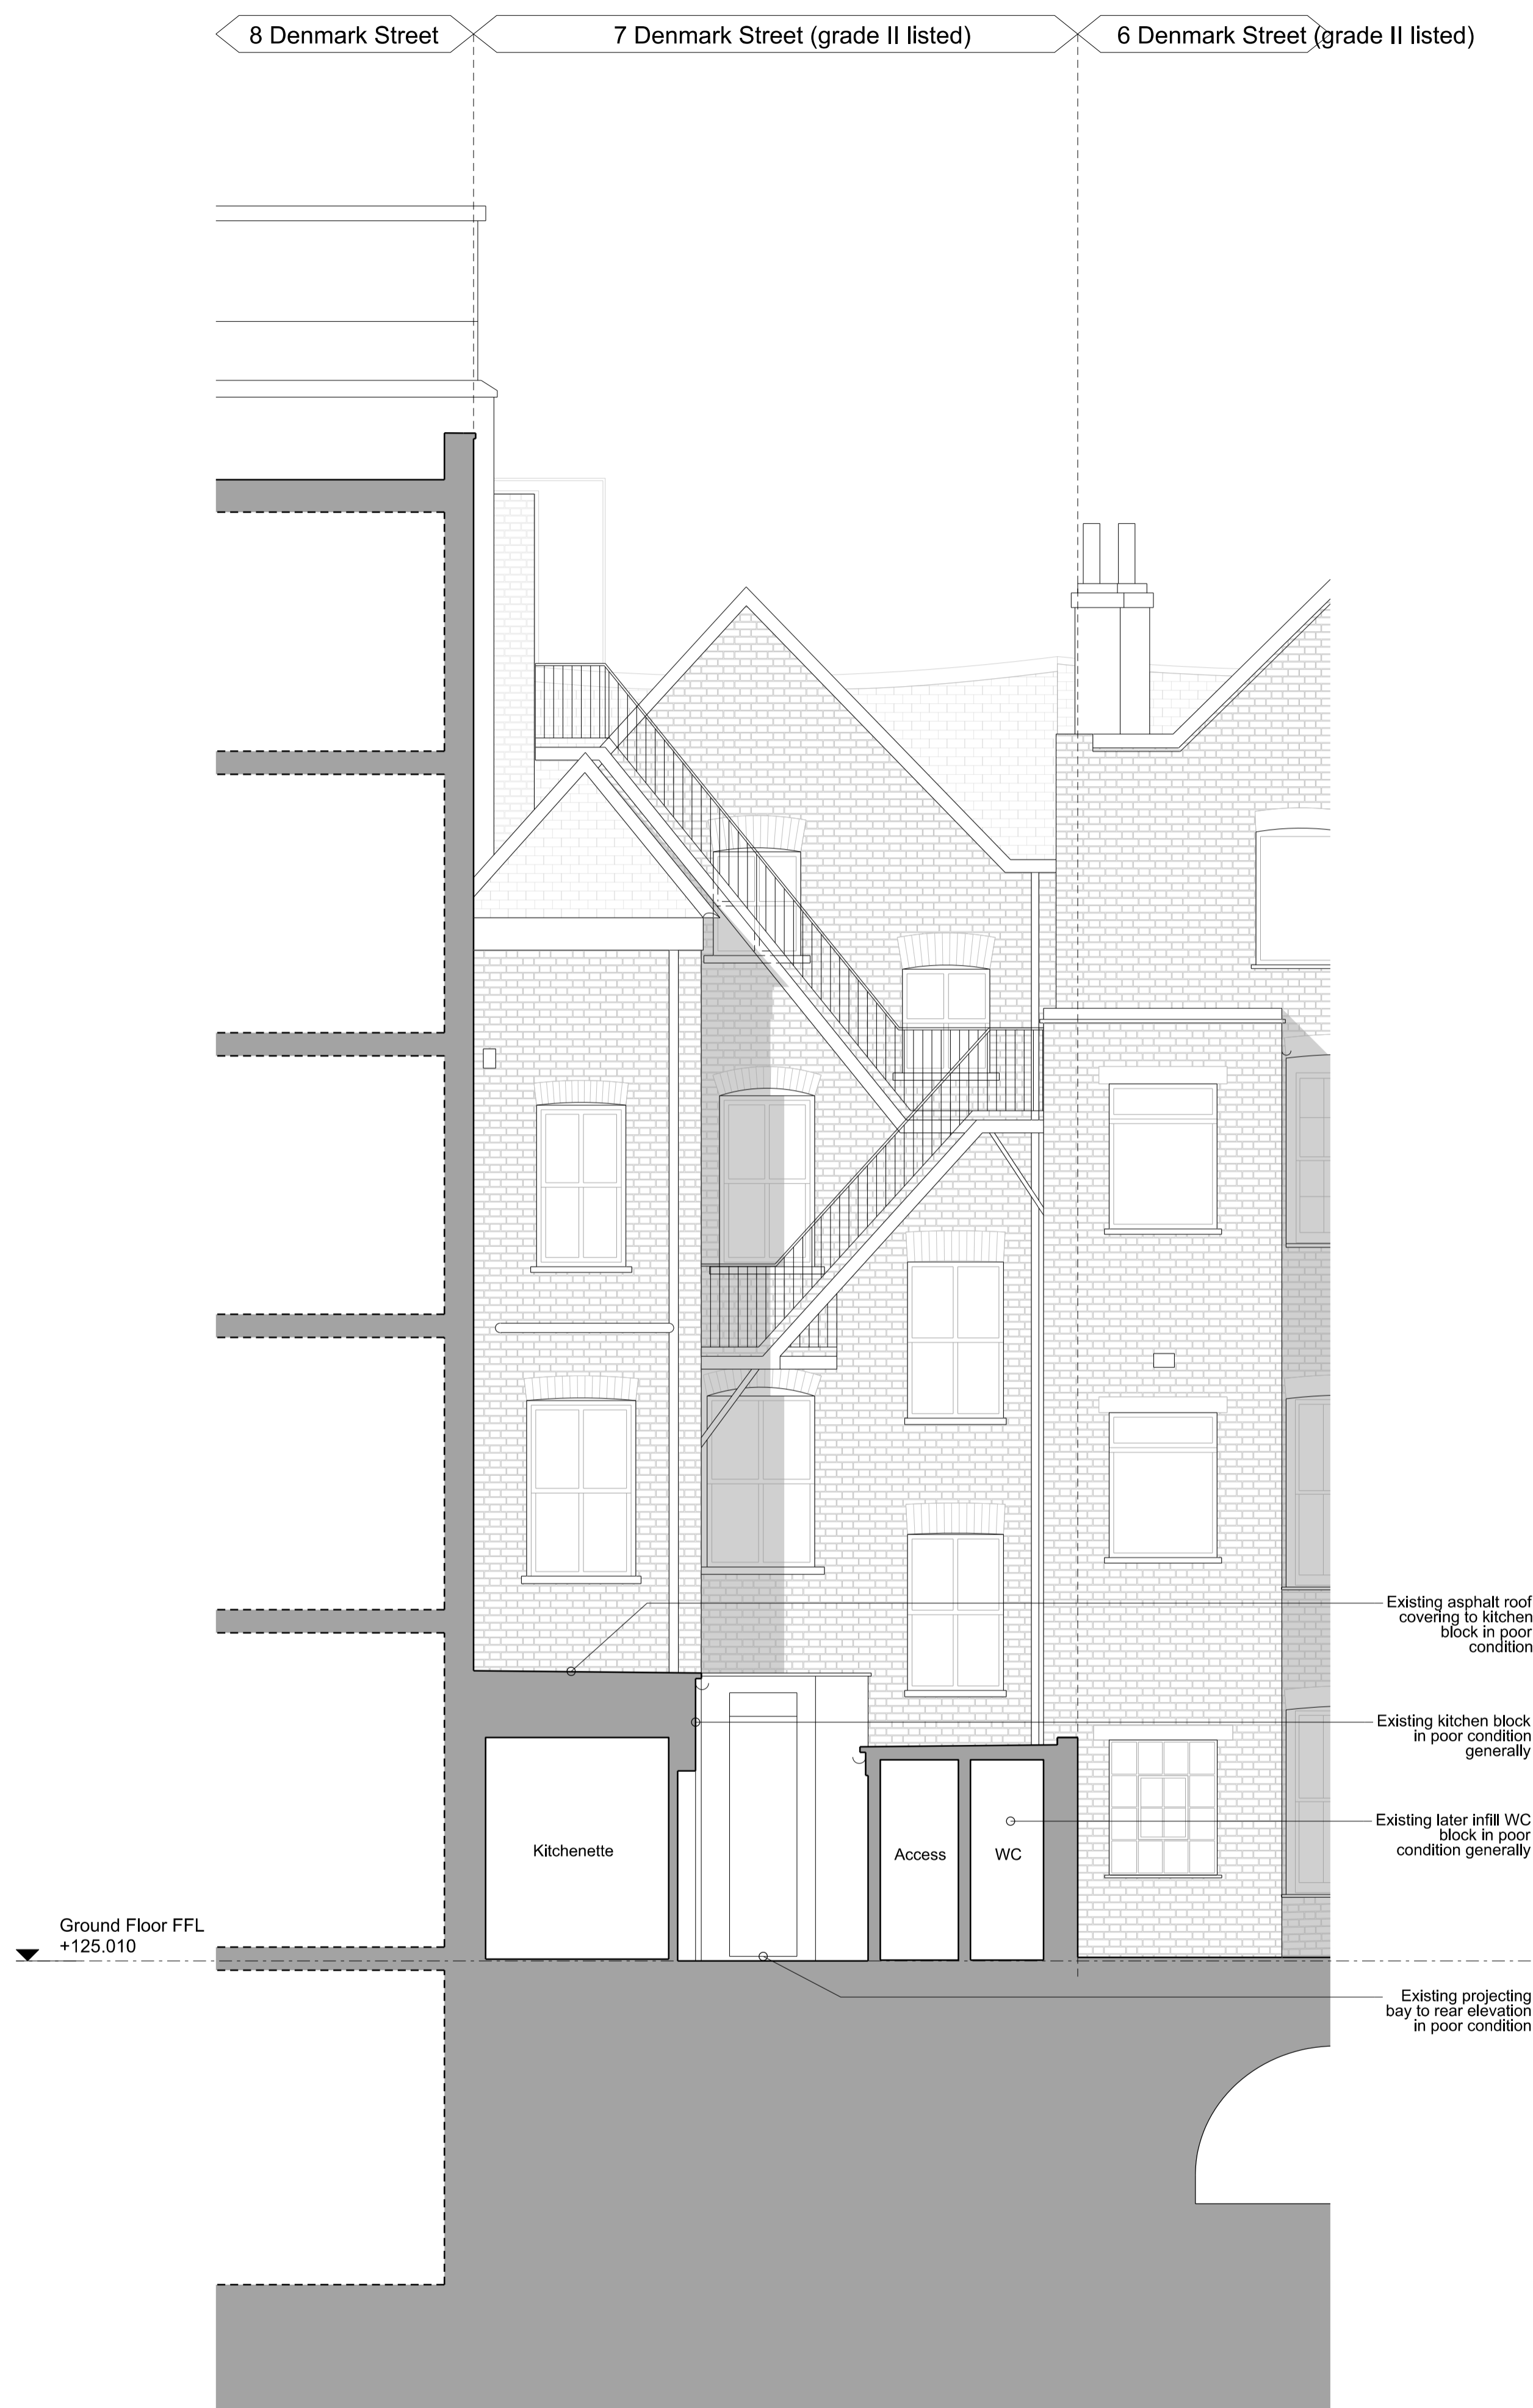 8 Denmark Street
7 Denmark Street (grade II listed)
6 Denmark Street (grade II listed)
Existing asphalt roof
covering to kitchen
block in poor
condition
Existing kitchen block
in poor condition
generally
Existing later infill WC
block in poor
condition generally
Kitchenette
Access
WC
Ground Floor FFL
+125.010
Existing projecting
bay to rear elevation
in poor condition